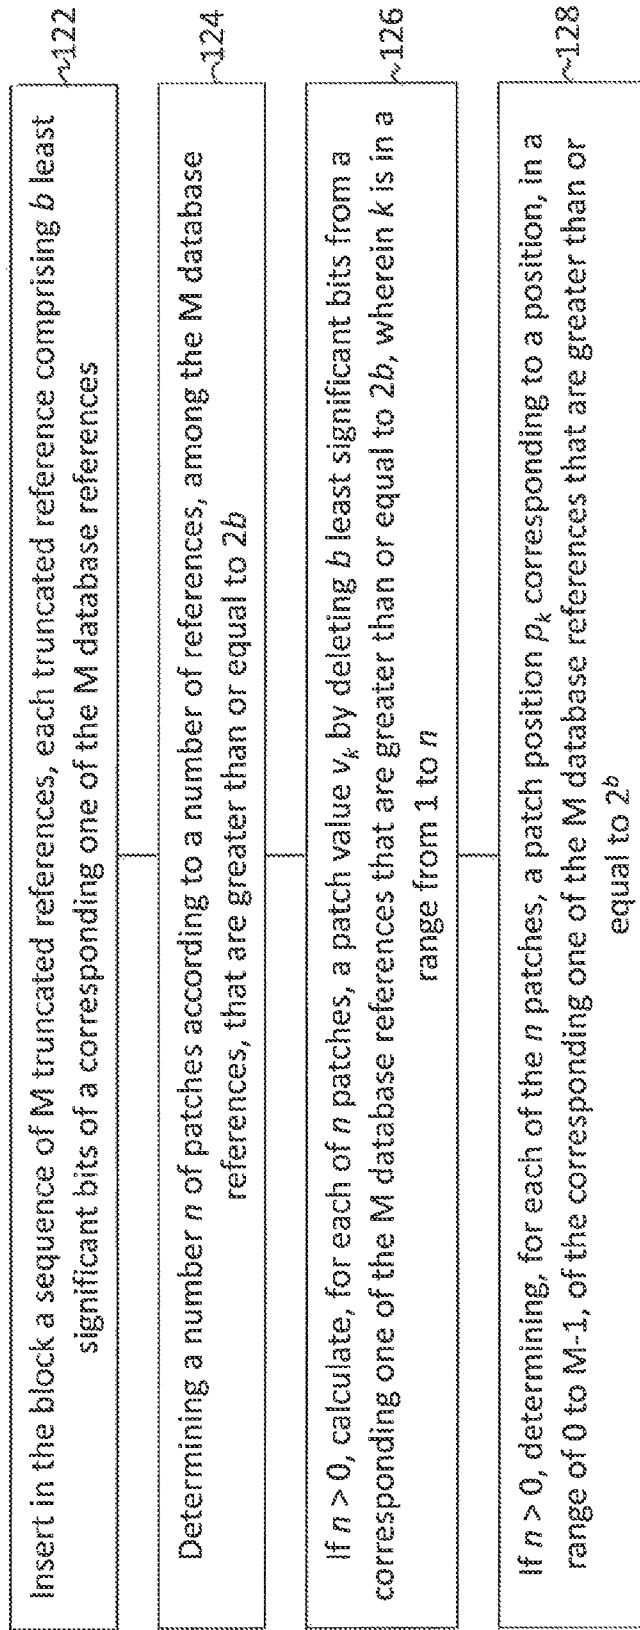 Insert in the block a sequence of M truncated references, each truncated reference comprising b least
significant bits of a corresponding one of the M database references
122
Determining a number n of patches according to a number of references, among the M database
references, that are greater than or equal to 2b
124
If n > 0, calculate, for each of n patches, a patch value vₖ by deleting b least significant bits from a
corresponding one of the M database references that are greater than or equal to 2b, wherein k is in a
range from 1 to n
126
If n > 0, determining, for each of the n patches, a patch position pₖ corresponding to a position, in a
range of 0 to M-1, of the corresponding one of the M database references that are greater than or
equal to 2ᵇ
128